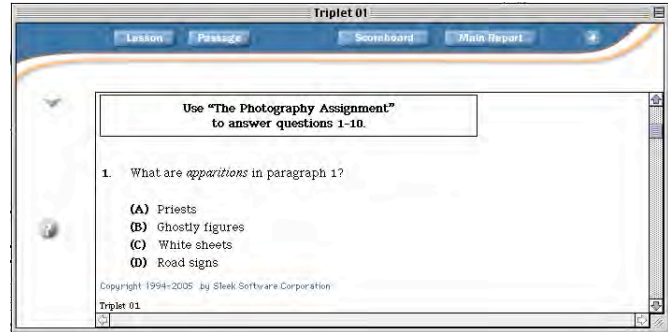 Triplet 01
Lesson Passage Scoreboard Main Report
Use "The Photography Assignment"
to answer questions 1-10.
1. What are apparitions in paragraph 1?
(A) Priests
(B) Ghostly figures
(C) White sheets
(D) Road signs
Copyright 1994-2005 by Sleek Software Corporation
Triplet 01